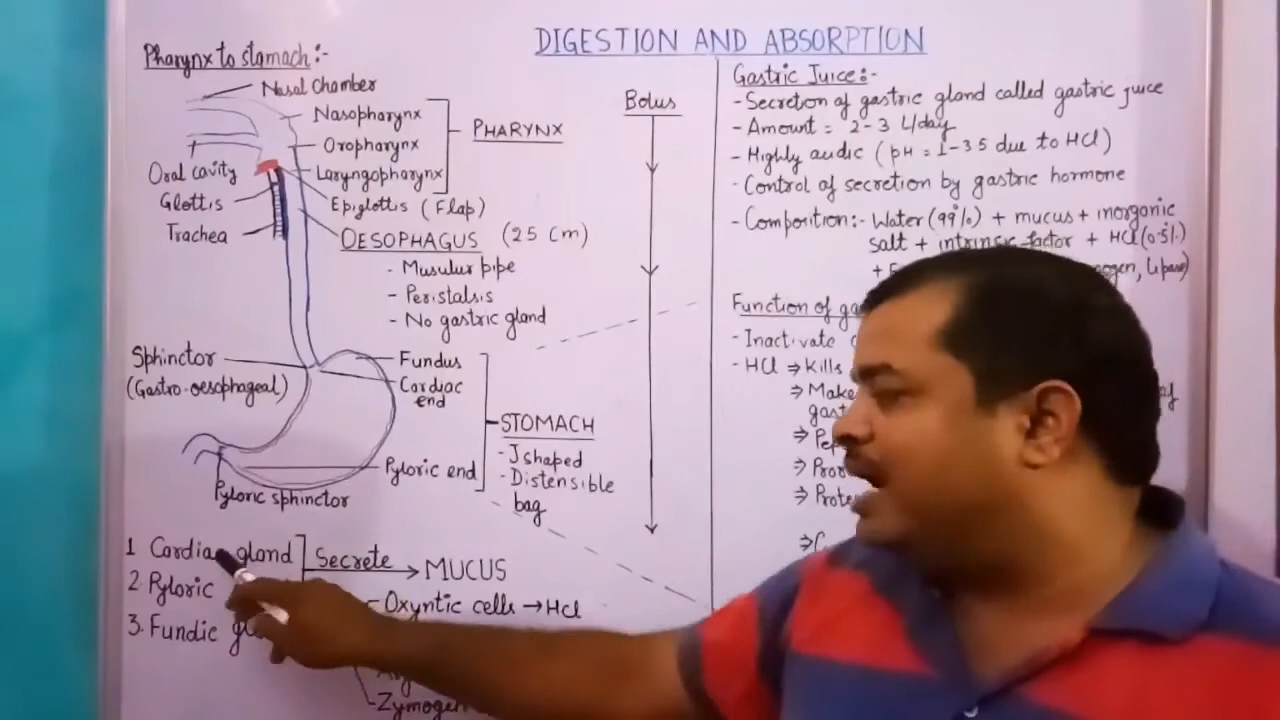 DIGESTION AND ABSORPTION
Pharynx to stomach:-
Nasal Chamber
Nasopharynx
Oropharynx
Laryngopharynx
PHARYNX
Oral cavity
Glottis
Trachea
Epiglottis (Flap)
OESOPHAGUS (25 cm)
- Musulur pipe
- Peristalsis
- No gastric gland
Sphinctor
(Gastro-oesophageal)
Fundus
Cardiac
end
Pyloric end
STOMACH
- J shaped
- Distensible
bag
Pyloric sphinctor
1 Cardiac gland
2. Pyloric
3. Fundic
Secrete → MUCUS
Oxyntic cells → Hcl
Zymogen
Bolus
Gastric Juice:-
- Secretion of gastric gland called gastric juice
- Amount = 2-3 L/day
- Highly acidic (pH = 1-3.5 due to HCl)
- Control of secretion by gastric hormone
- Composition:- Water (99%) + mucus + inorganic
salt + intrinsic factor + HCl (0.5%)
Lipase)
Function of
- Inactivate
- HCl ⇒ Kills
⇒
⇒
⇒
⇒
⇒